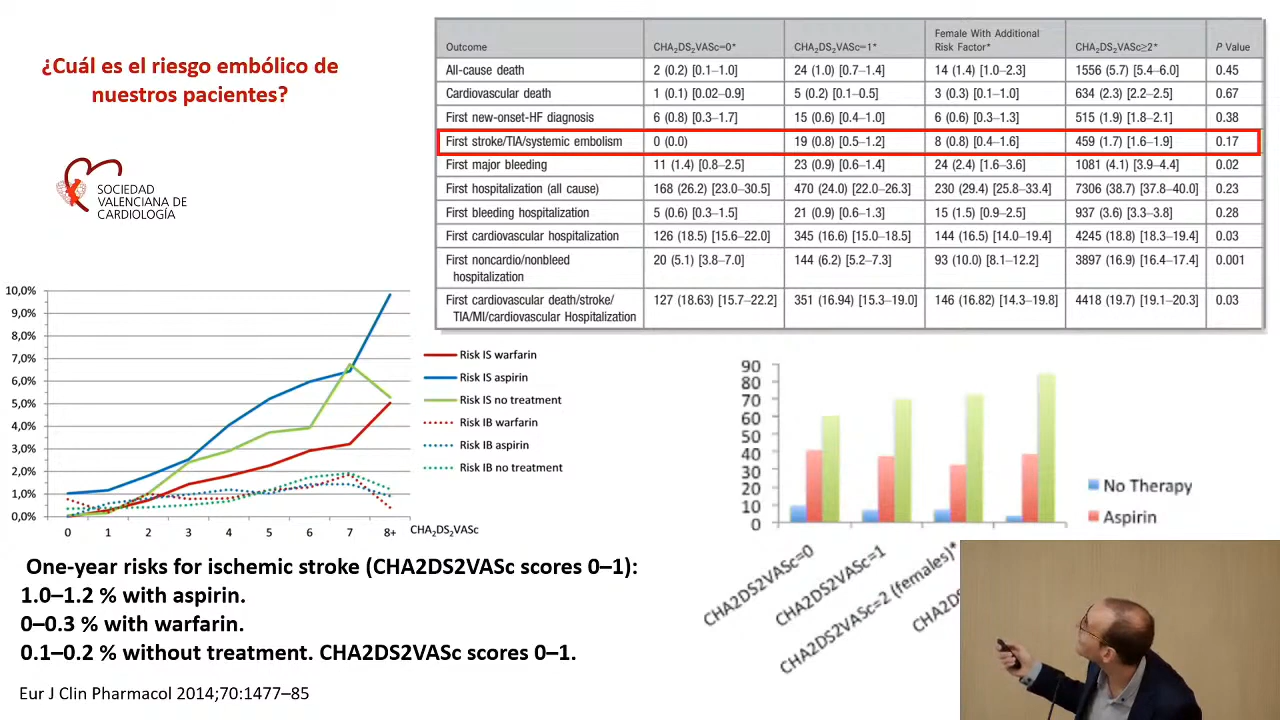 ¿Cuál es el riesgo embólico de
nuestros pacientes?
SOCIEDAD
VALENCIANA DE
CARDIOLOGÍA
Outcome CHA2DS2VASc=0* CHA2DS2VASc=1* Female With Additional Risk Factor* CHA2DS2VASc≥2* P Value
All-cause death 2 (0.2) [0.1–1.0] 24 (1.0) [0.7–1.4] 14 (1.4) [1.0–2.3] 1556 (5.7) [5.4–6.0] 0.45
Cardiovascular death 1 (0.1) [0.02–0.9] 5 (0.2) [0.1–0.5] 3 (0.3) [0.1–1.0] 634 (2.3) [2.2–2.5] 0.67
First new-onset-HF diagnosis 6 (0.8) [0.3–1.7] 15 (0.6) [0.4–1.0] 6 (0.6) [0.3–1.3] 515 (1.9) [1.8–2.1] 0.38
First stroke/TIA/systemic embolism 0 (0.0) 19 (0.8) [0.5–1.2] 8 (0.8) [0.4–1.6] 459 (1.7) [1.6–1.9] 0.17
First major bleeding 11 (1.4) [0.8–2.5] 23 (0.9) [0.6–1.4] 24 (2.4) [1.6–3.6] 1081 (4.1) [3.9–4.4] 0.02
First hospitalization (all cause) 168 (26.2) [23.0–30.5] 470 (24.0) [22.0–26.3] 230 (29.4) [25.8–33.4] 7306 (38.7) [37.8–40.0] 0.23
First bleeding hospitalization 5 (0.6) [0.3–1.5] 21 (0.9) [0.6–1.3] 15 (1.5) [0.9–2.5] 937 (3.6) [3.3–3.8] 0.28
First cardiovascular hospitalization 126 (18.5) [15.6–22.0] 345 (16.6) [15.0–18.5] 144 (16.5) [14.0–19.4] 4245 (18.8) [18.3–19.4] 0.03
First noncardio/nonbleed 20 (5.1) [3.8–7.0] 144 (6.2) [5.2–7.3] 93 (10.0) [8.1–12.2] 3897 (16.9) [16.4–17.4] 0.001
hospitalization
First cardiovascular death/stroke/ 127 (18.63) [15.7–22.2] 351 (16.94) [15.3–19.0] 146 (16.82) [14.3–19.8] 4418 (19.7) [19.1–20.3] 0.03
TIA/MI/cardiovascular Hospitalization
10,0%
9,0%
8,0%
7,0%
6,0%
5,0%
4,0%
3,0%
2,0%
1,0%
0,0%
0 1 2 3 4 5 6 7 8+ CHA2DS2VASc
Risk IS warfarin
Risk IS aspirin
Risk IS no treatment
Risk IB warfarin
Risk IB aspirin
Risk IB no treatment
90
80
70
60
50
40
30
20
10
0
CHA2DS2VASc=0
CHA2DS2VASc=1
CHA2DS2VASc=2 (females)*
No Therapy
Aspirin
One-year risks for ischemic stroke (CHA2DS2VASc scores 0–1):
1.0–1.2 % with aspirin.
0–0.3 % with warfarin.
0.1–0.2 % without treatment. CHA2DS2VASc scores 0–1.
Eur J Clin Pharmacol 2014;70:1477–85